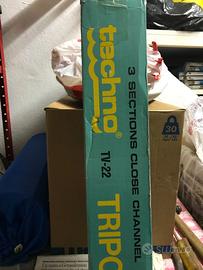 techno®
TV-22
TRIPO
3 SECTIONS CLOSE CHANNEL
30